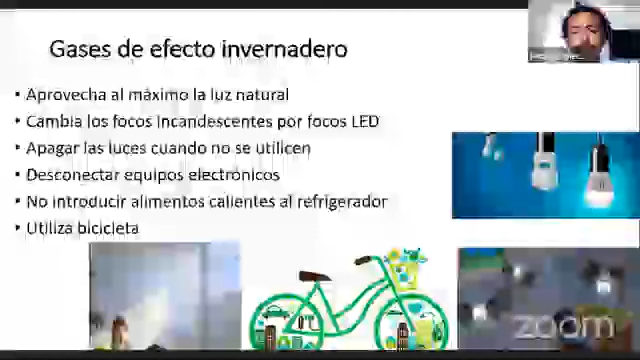 Gases de efecto invernadero
• Aprovecha al máximo la luz natural
• Cambia los focos incandescentes por focos LED
• Apagar las luces cuando no se utilicen
• Desconectar equipos electrónicos
• No introducir alimentos calientes al refrigerador
• Utiliza bicicleta
zoom